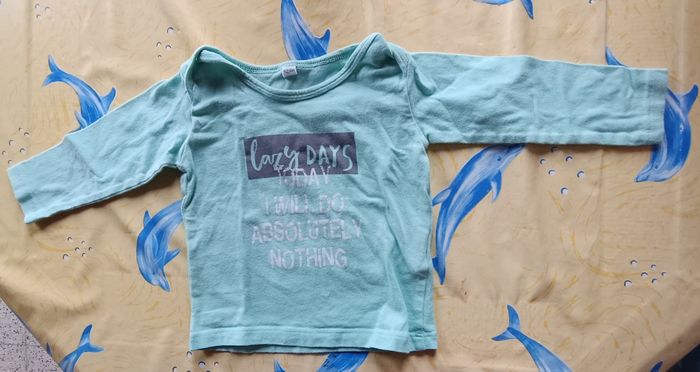 lazy DAYS
TODAY
I WILL DO
ABSOLUTELY
NOTHING